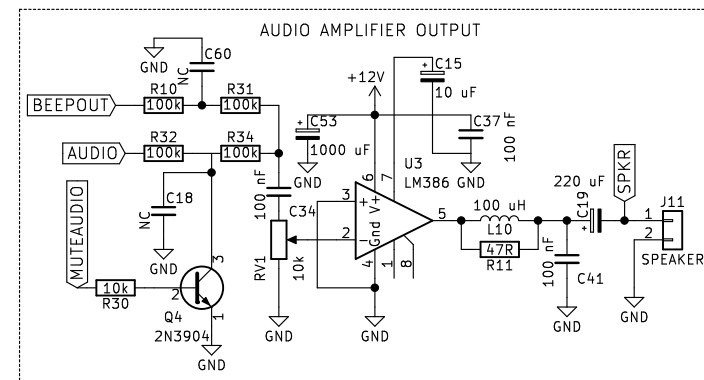 AUDIO AMPLIFIER OUTPUT
GND
C60
NC
+12V
C15
10 uF
BEEPOUT
R10
100k
R31
100k
C53
1000 uF
GND
C37
100 nF
GND
AUDIO
R32
100k
R34
100k
U3
LM386
6
7
C18
NC
GND
100 nF
C34
3
+
V+
2
-
Gnd
4
1
8
5
100 uH
L10
47R
R11
220 uF
C19
+
SPKR
J11
1
2
SPEAKER
MUTEAUDIO
RV1
10k
100 nF
C41
10k
R30
3
2
1
Q4
2N3904
GND
GND
GND
GND
GND